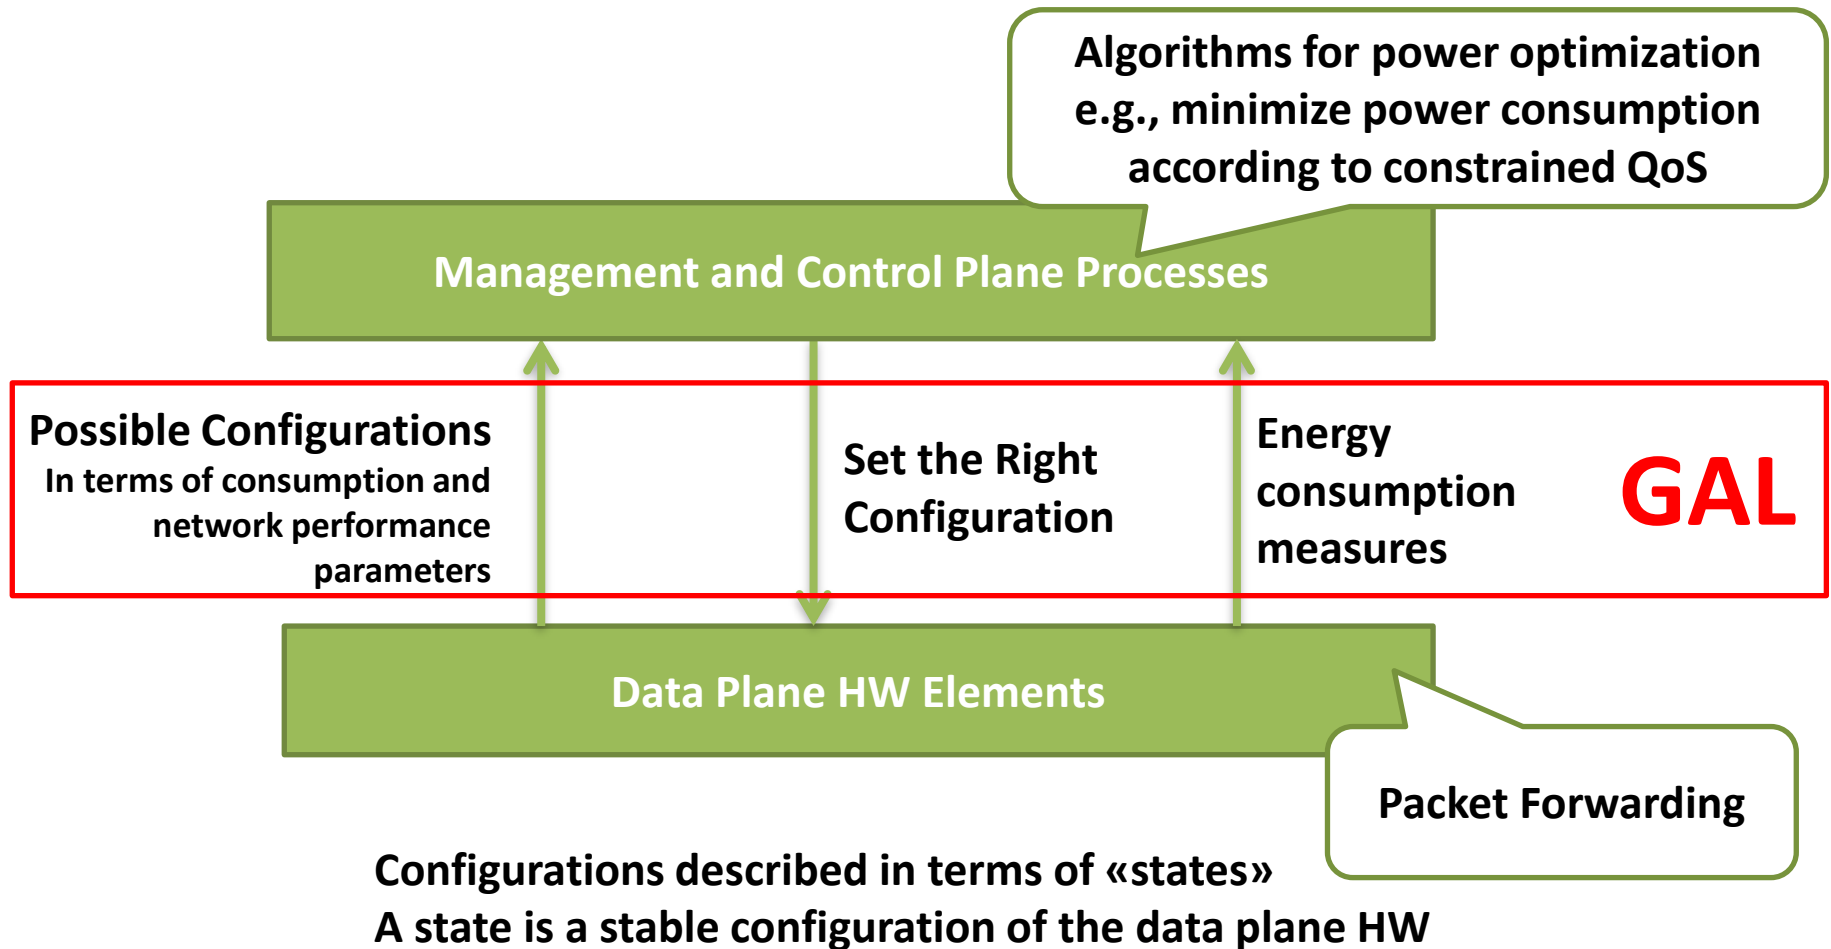 Algorithms for power optimization
e.g., minimize power consumption
according to constrained QoS
Management and Control Plane Processes
Possible Configurations
In terms of consumption and
network performance
parameters
Set the Right
Configuration
Energy
consumption
measures
GAL
Data Plane HW Elements
Packet Forwarding
Configurations described in terms of «states»
A state is a stable configuration of the data plane HW